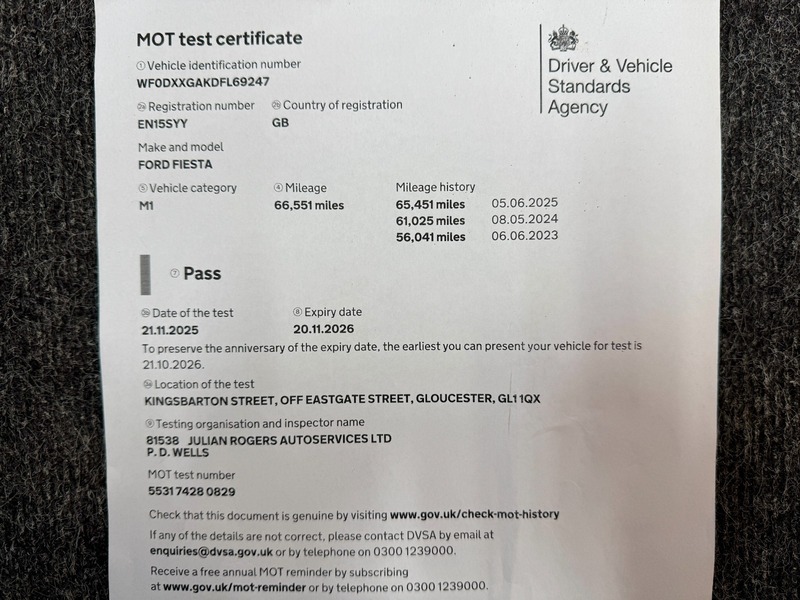 MOT test certificate
Driver & Vehicle
Standards
Agency
① Vehicle identification number
WF0DXXGAKDFL69247
Registration number Country of registration
EN15SYY GB
Make and model
FORD FIESTA
⑤ Vehicle category ④ Mileage Mileage history
M1 66,551 miles 65,451 miles 05.06.2025
61,025 miles 08.05.2024
56,041 miles 06.06.2023
⑦ Pass
Date of the test ⑧ Expiry date
21.11.2025 20.11.2026
To preserve the anniversary of the expiry date, the earliest you can present your vehicle for test is
21.10.2026.
Location of the test
KINGSBARTON STREET, OFF EASTGATE STREET, GLOUCESTER, GL1 1QX
⑨ Testing organisation and inspector name
81538 JULIAN ROGERS AUTOSERVICES LTD
P. D. WELLS
MOT test number
5531 7428 0829
Check that this document is genuine by visiting www.gov.uk/check-mot-history
If any of the details are not correct, please contact DVSA by email at
enquiries@dvsa.gov.uk or by telephone on 0300 1239000.
Receive a free annual MOT reminder by subscribing
at www.gov.uk/mot-reminder or by telephone on 0300 1239000.